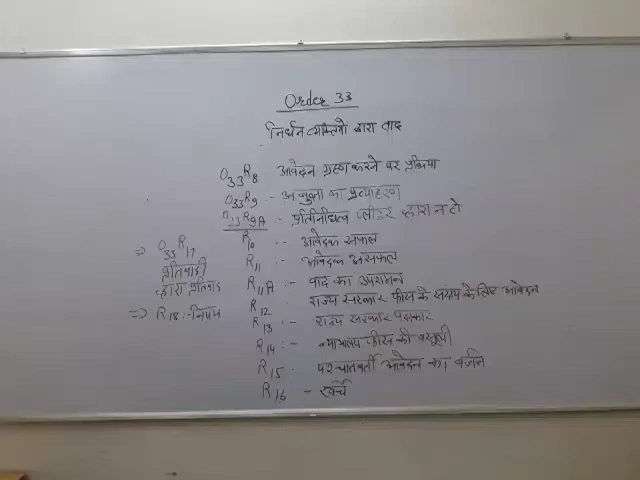 Order 33
निर्धन व्यक्तियों द्वारा वाद
O33R8 आवेदन ग्रहण करने पर प्रक्रिया
O33R9 :- अनुज्ञा का प्रत्याहरण
O33R9A :- प्रतिनिधित्व प्लीडर द्वारा न हो
R10 :- आवेदक सफल
R11 :- आवेदक असफल
R11A :- वाद का उपशमन
R12 राज्य सरकार फीस के संदाय के लिए आवेदन
R13 :- राज्य सरकार पक्षकार
R14 :- न्यायालय फीस की वसूली
R15 : पश्चातवर्ती आवेदन का वर्जन
R16 - खर्चे
⇒ O33R17
प्रतिवादी
द्वारा प्रतिवाद
⇒ R18 :- नियम